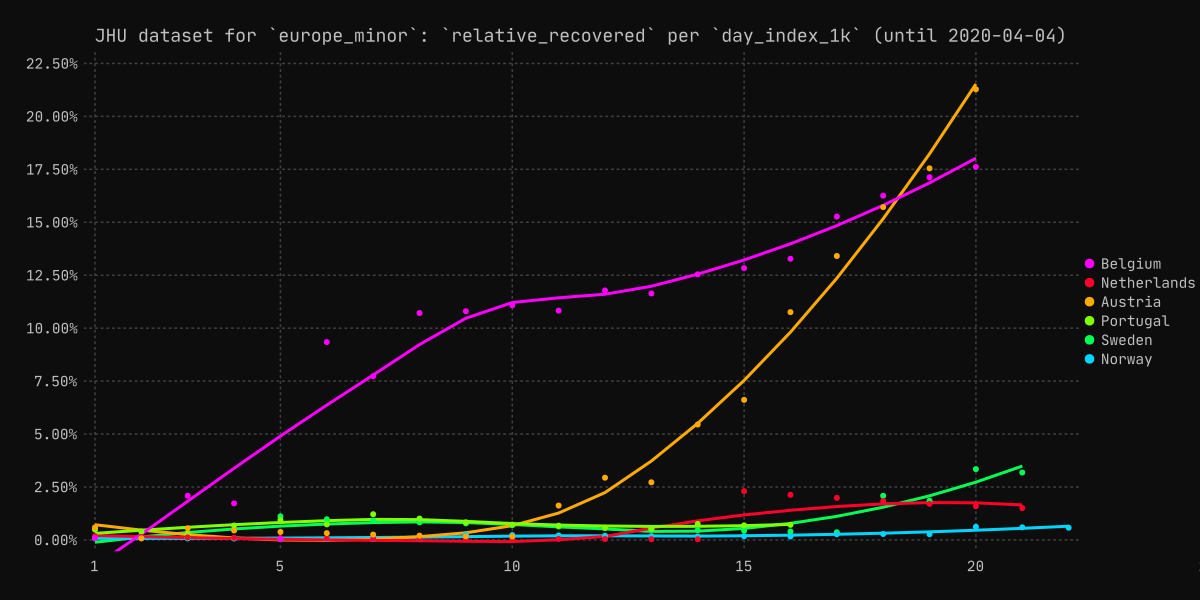 JHU dataset for `europe_minor`: `relative_recovered` per `day_index_1k` (until 2020-04-04)
22.50%
20.00%
17.50%
15.00%
12.50%
10.00%
7.50%
5.00%
2.50%
0.00%
1 5 10 15 20
Belgium
Netherlands
Austria
Portugal
Sweden
Norway